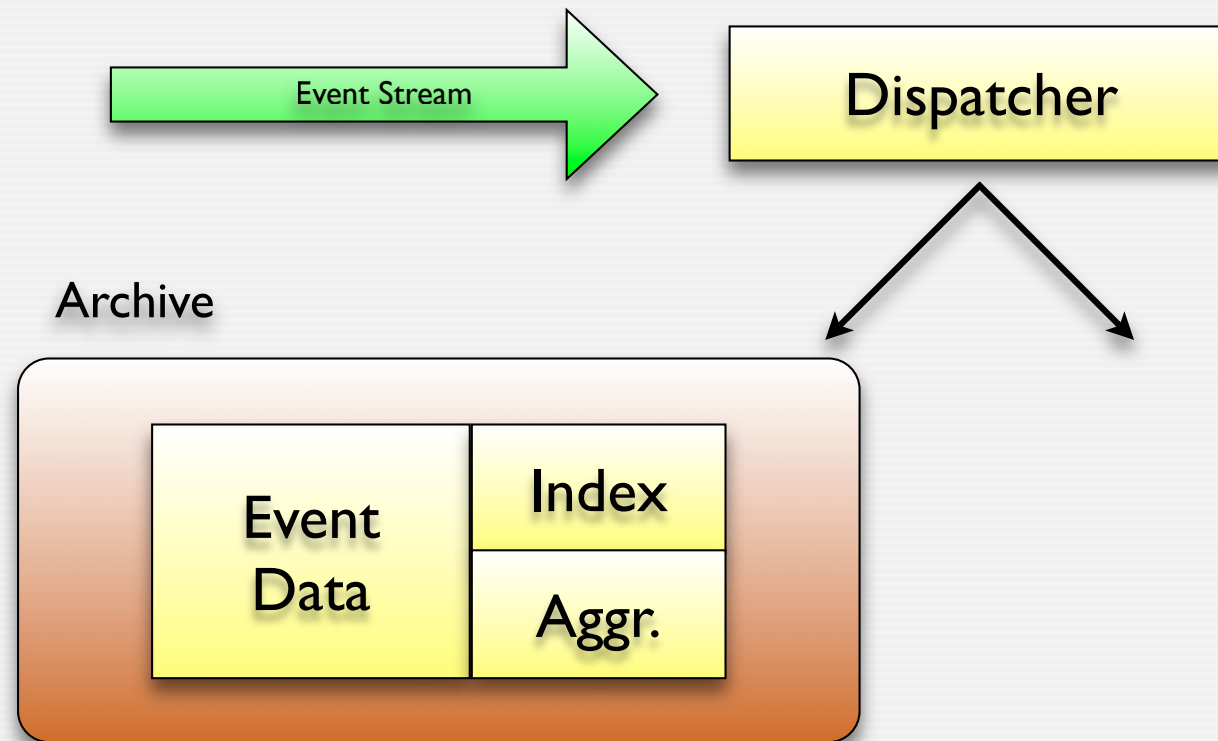 Event Stream
Dispatcher
Archive
Event
Data
Index
Aggr.